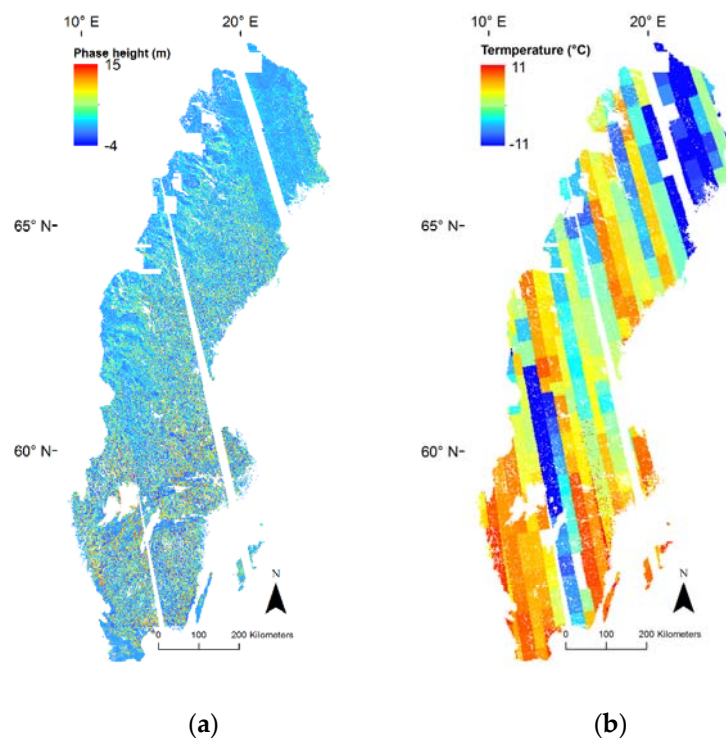 10° E
20° E
Phase height (m)
15
-4
65° N
60° N
N
0
100
200 Kilometers
(a)
10° E
20° E
Termperature (°C)
11
-11
65° N
60° N
N
0
100
200 Kilometers
(b)